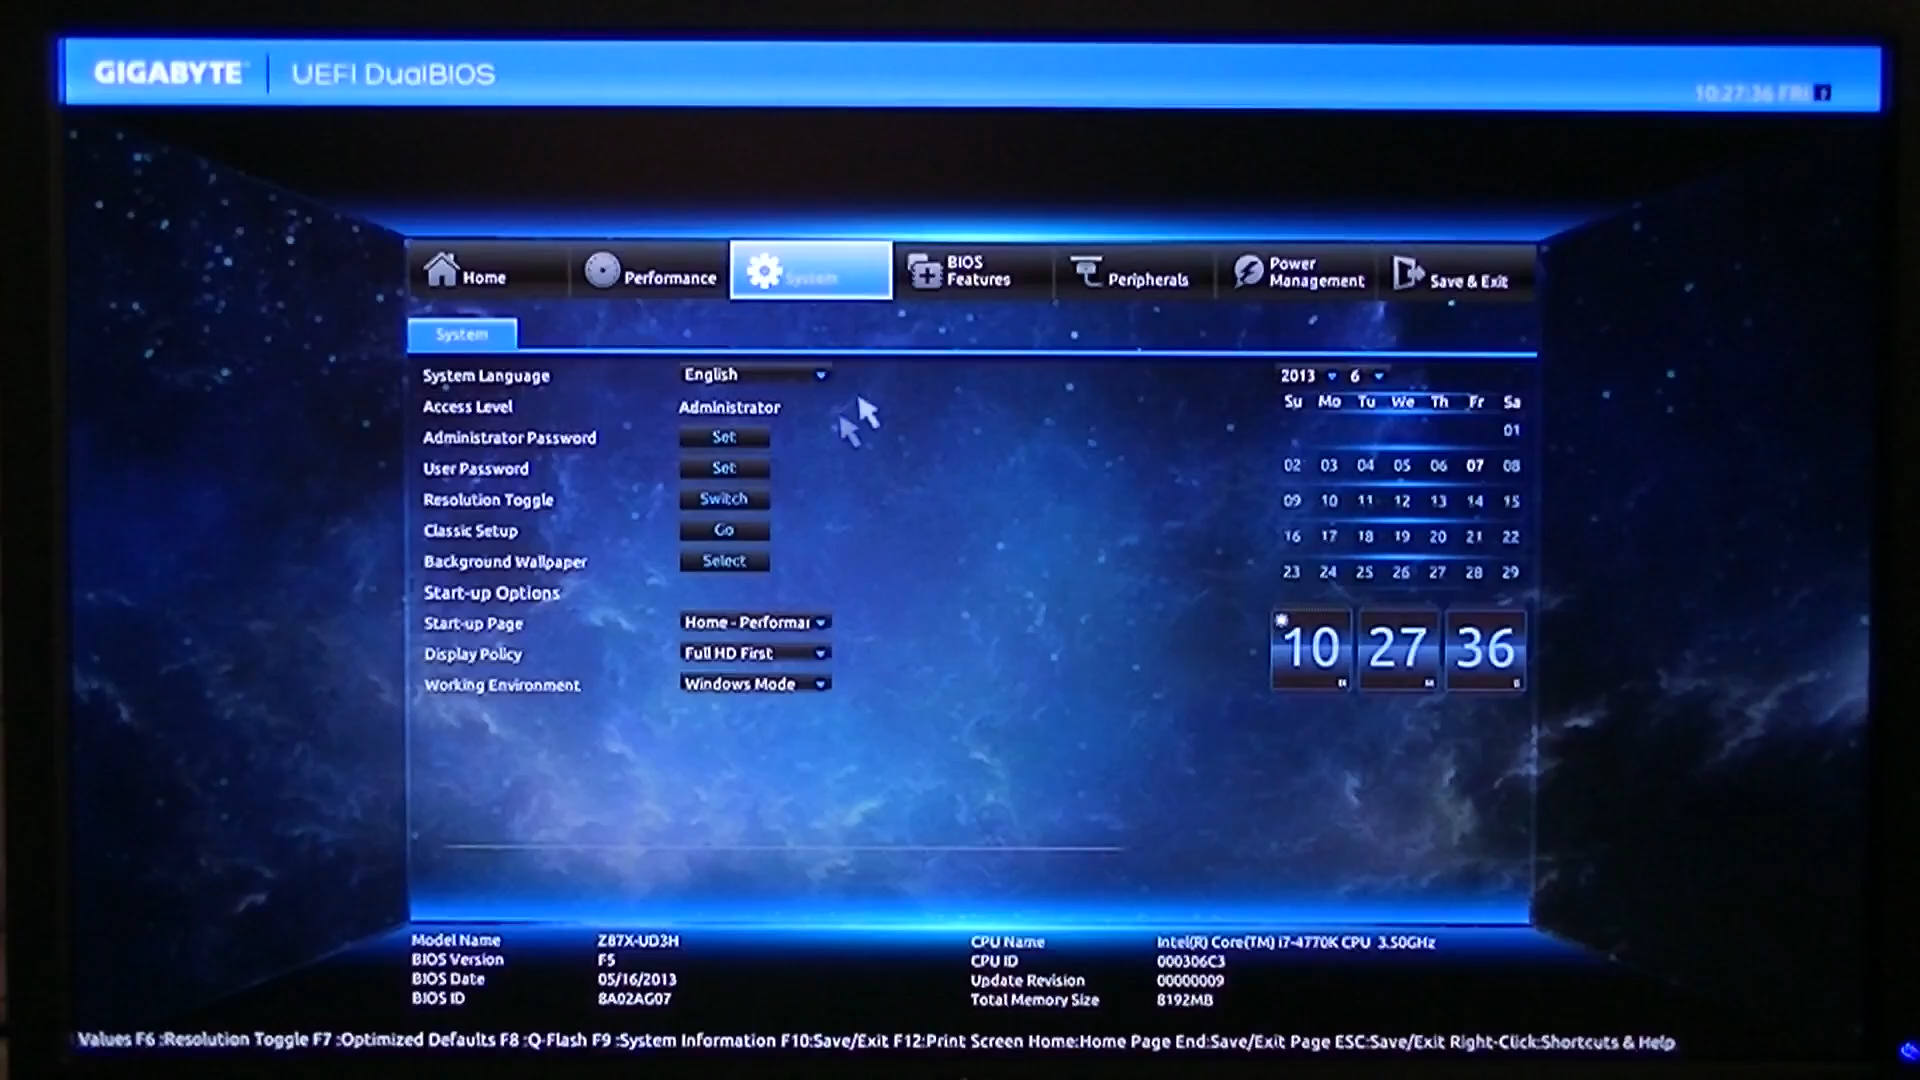 GIGABYTE UEFI DualBIOS
10:27:36 FRI
Home
Performance
System
BIOS Features
Peripherals
Power Management
Save & Exit
System
System Language English
Access Level Administrator
Administrator Password Set
User Password Set
Resolution Toggle Switch
Classic Setup Go
Background Wallpaper Select
Start-up Options
Start-up Page Home - Performan
Display Policy Full HD First
Working Environment Windows Mode
2013 6
Su Mo Tu We Th Fr Sa
01
02 03 04 05 06 07 08
09 10 11 12 13 14 15
16 17 18 19 20 21 22
23 24 25 26 27 28 29
10 27 36
Model Name Z87X-UD3H
BIOS Version F5
BIOS Date 05/16/2013
BIOS ID 8A02AG07
CPU Name Intel(R) Core(TM) i7-4770K CPU 3.50GHz
CPU ID 000306C3
Update Revision 00000009
Total Memory Size 8192MB
Values F6 :Resolution Toggle F7 :Optimized Defaults F8 :Q-Flash F9 :System Information F10:Save/Exit F12:Print Screen Home:Home Page End:Save/Exit Page ESC:Save/Exit Right-Click:Shortcuts & Help